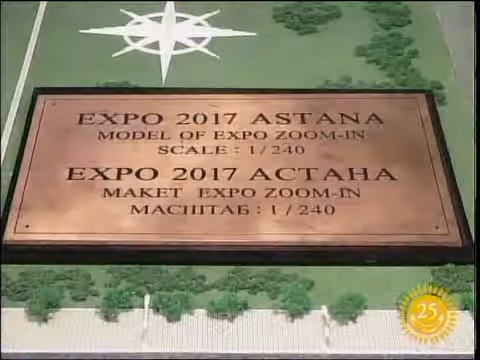 EXPO 2017 ASTANA
MODEL OF EXPO ZOOM-IN
SCALE : 1/240
EXPO 2017 АСТАНА
МАКЕТ EXPO ZOOM-IN
МАСШТАБ : 1/240
25